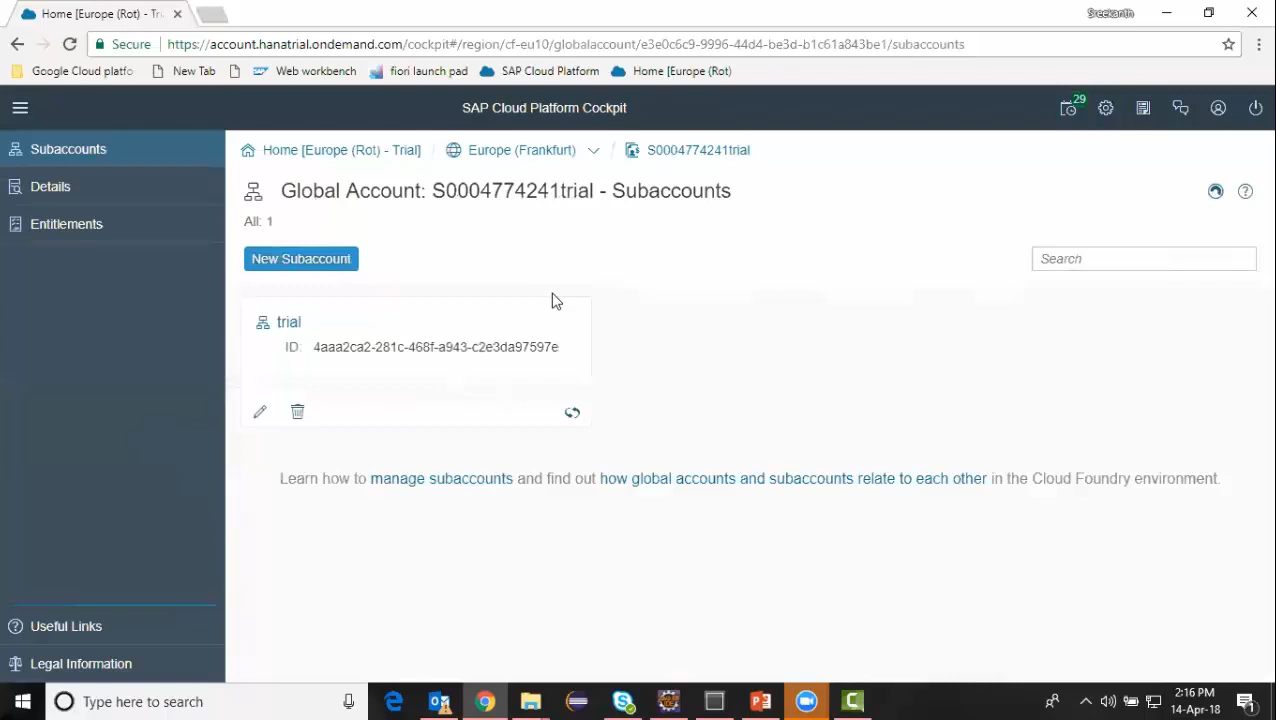 Home [Europe (Rot) - Tri
Sreekanth
Secure https://account.hanatrial.ondemand.com/cockpit#/region/cf-eu10/globalaccount/e3e0c6c9-9996-44d4-be3d-b1c61a843be1/subaccounts
Google Cloud platfo New Tab Web workbench fiori launch pad SAP Cloud Platform Home [Europe (Rot)
SAP Cloud Platform Cockpit
29
Subaccounts
Details
Entitlements
Home [Europe (Rot) - Trial] / Europe (Frankfurt) / S0004774241trial
Global Account: S0004774241trial - Subaccounts
All: 1
New Subaccount
Search
trial
ID: 4aaa2ca2-281c-468f-a943-c2e3da97597e
Learn how to manage subaccounts and find out how global accounts and subaccounts relate to each other in the Cloud Foundry environment.
Useful Links
Legal Information
Type here to search
2:16 PM
14-Apr-18
1